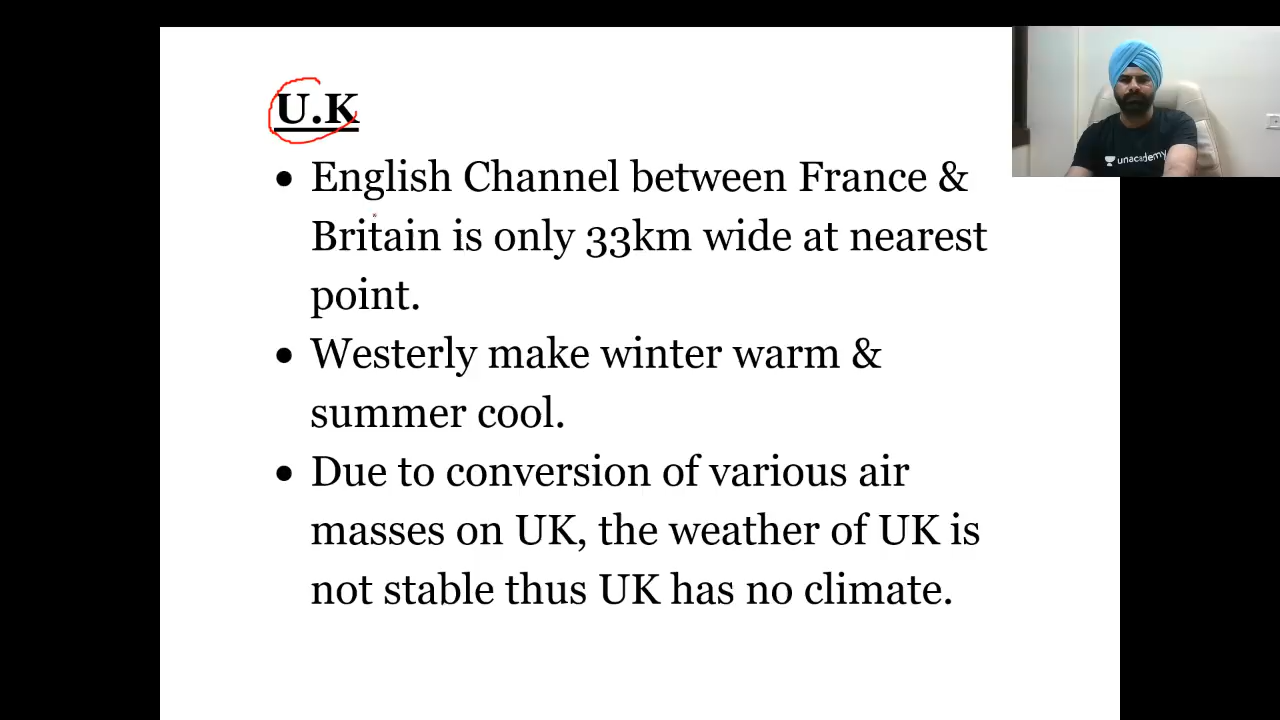 U.K
• English Channel between France &
Britain is only 33km wide at nearest
point.
• Westerly make winter warm &
summer cool.
• Due to conversion of various air
masses on UK, the weather of UK is
not stable thus UK has no climate.
unacademy